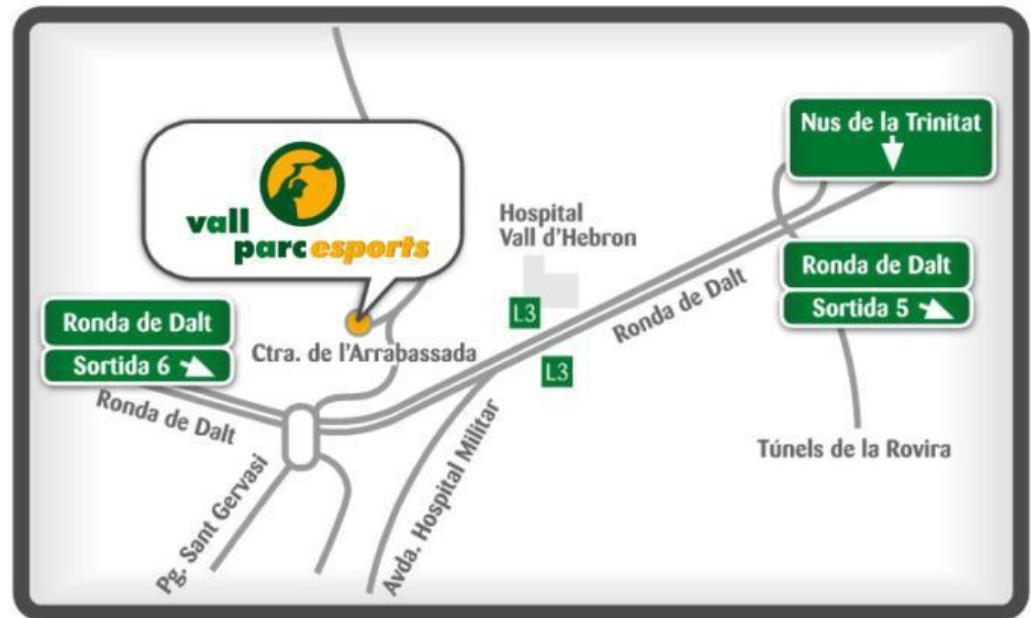 Nus de la Trinitat
vall
parc esports
Hospital
Vall d'Hebron
Ronda de Dalt
Sortida 5
Ronda de Dalt
Ronda de Dalt
Sortida 6
L3
Ctra. de l'Arrabassada
L3
Ronda de Dalt
Túnels de la Rovira
Pg. Sant Gervasi
Avda. Hospital Militar